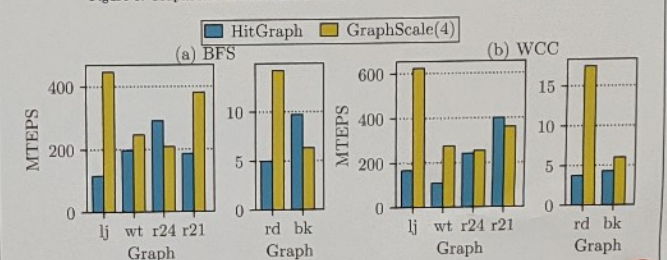 HitGraph GraphScale(4)
(a) BFS
(b) WCC
MTEPS
400
200
0
lj wt r24 r21
Graph
10
5
0
rd bk
Graph
MTEPS
600
400
200
0
lj wt r24 r21
Graph
15
10
5
0
rd bk
Graph